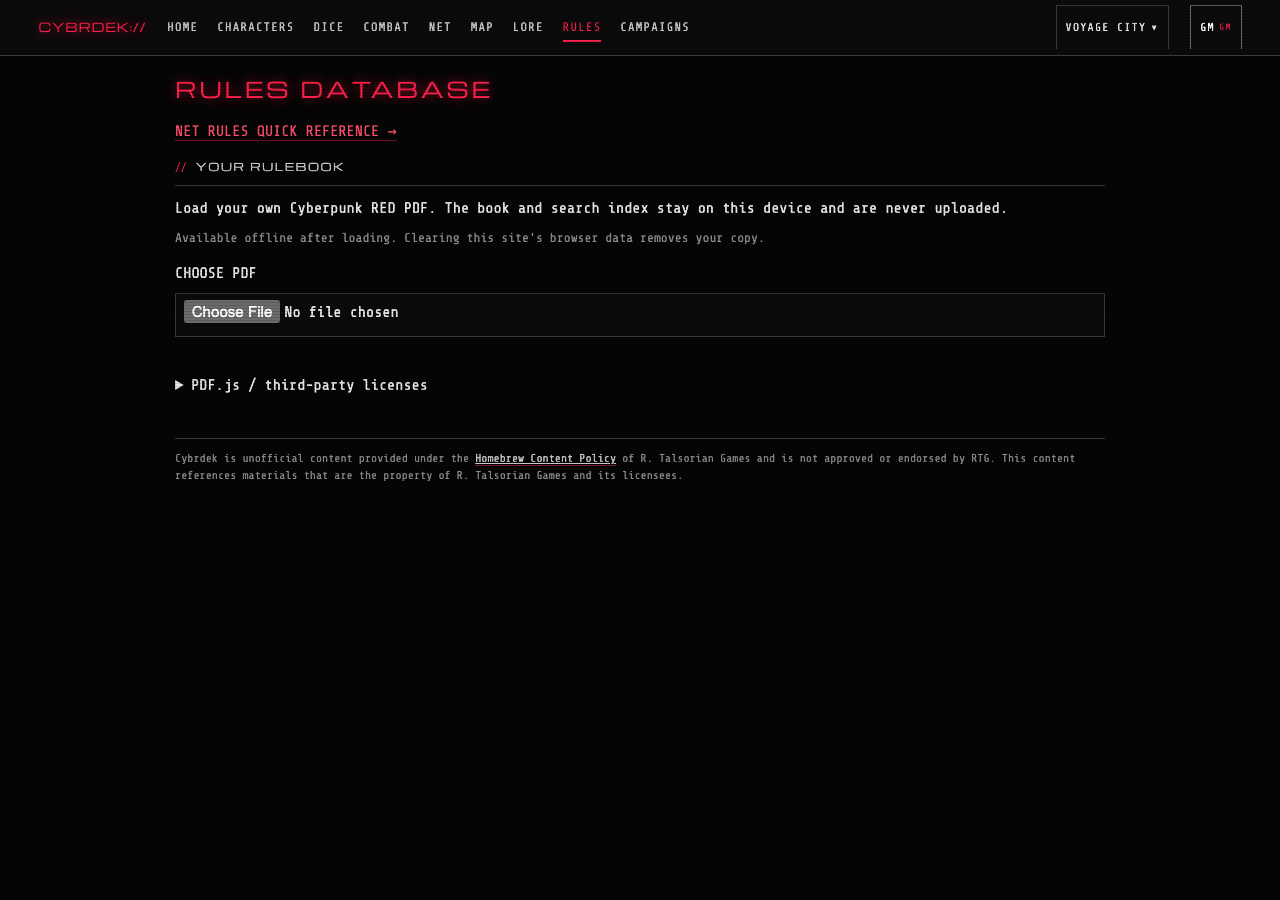 CYBRDEK:// HOME CHARACTERS DICE COMBAT NET MAP LORE RULES CAMPAIGNS VOYAGE CITY ▾ GM GM
RULES DATABASE
NET RULES QUICK REFERENCE →
// YOUR RULEBOOK
Load your own Cyberpunk RED PDF. The book and search index stay on this device and are never uploaded.
Available offline after loading. Clearing this site's browser data removes your copy.
CHOOSE PDF
Choose File No file chosen
▶ PDF.js / third-party licenses
Cybrdek is unofficial content provided under the Homebrew Content Policy of R. Talsorian Games and is not approved or endorsed by RTG. This content
references materials that are the property of R. Talsorian Games and its licensees.